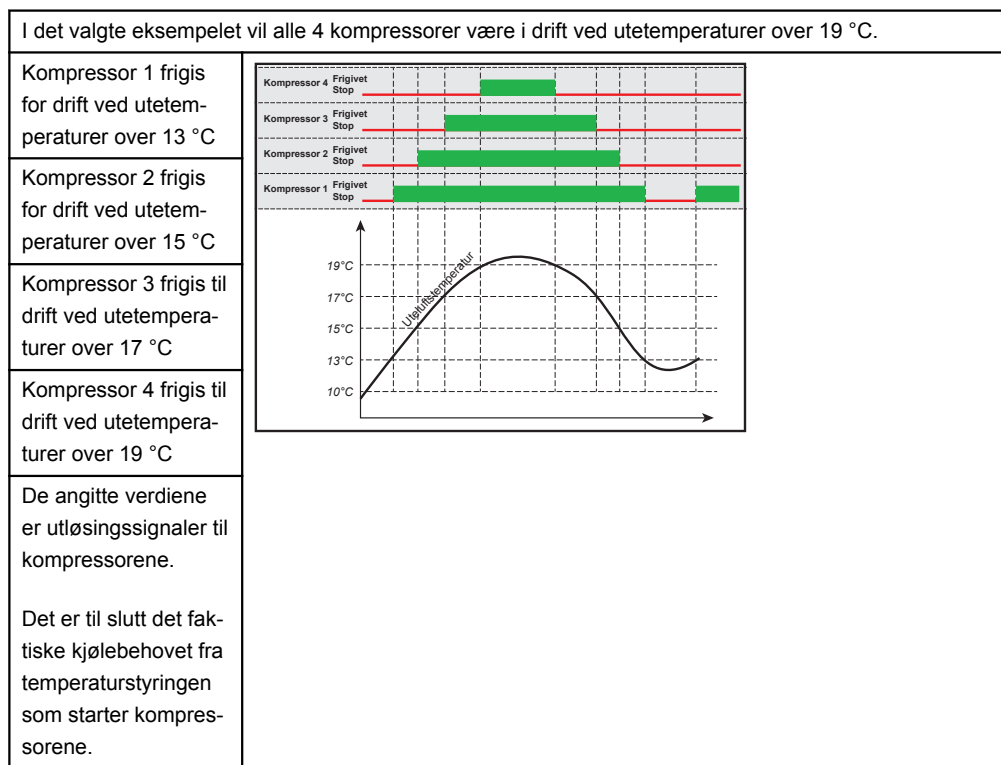 I det valgte eksempelet vil alle 4 kompressorer være i drift ved utetemperaturer over 19 °C.
Kompressor 1 frigis
for drift ved utetem-
peraturer over 13 °C
Kompressor 2 frigis
for drift ved utetem-
peraturer over 15 °C
Kompressor 3 frigis til
drift ved utetempera-
turer over 17 °C
Kompressor 4 frigis til
drift ved utetempera-
turer over 19 °C
De angitte verdiene
er utløsingssignaler til
kompressorene.
Det er til slutt det fak-
tiske kjølebehovet fra
temperaturstyringen
som starter kompres-
sorene.
Kompressor 4 Frigivet
Stop
Kompressor 3 Frigivet
Stop
Kompressor 2 Frigivet
Stop
Kompressor 1 Frigivet
Stop
19°C
17°C
15°C
13°C
10°C
Uteluftstemperatur